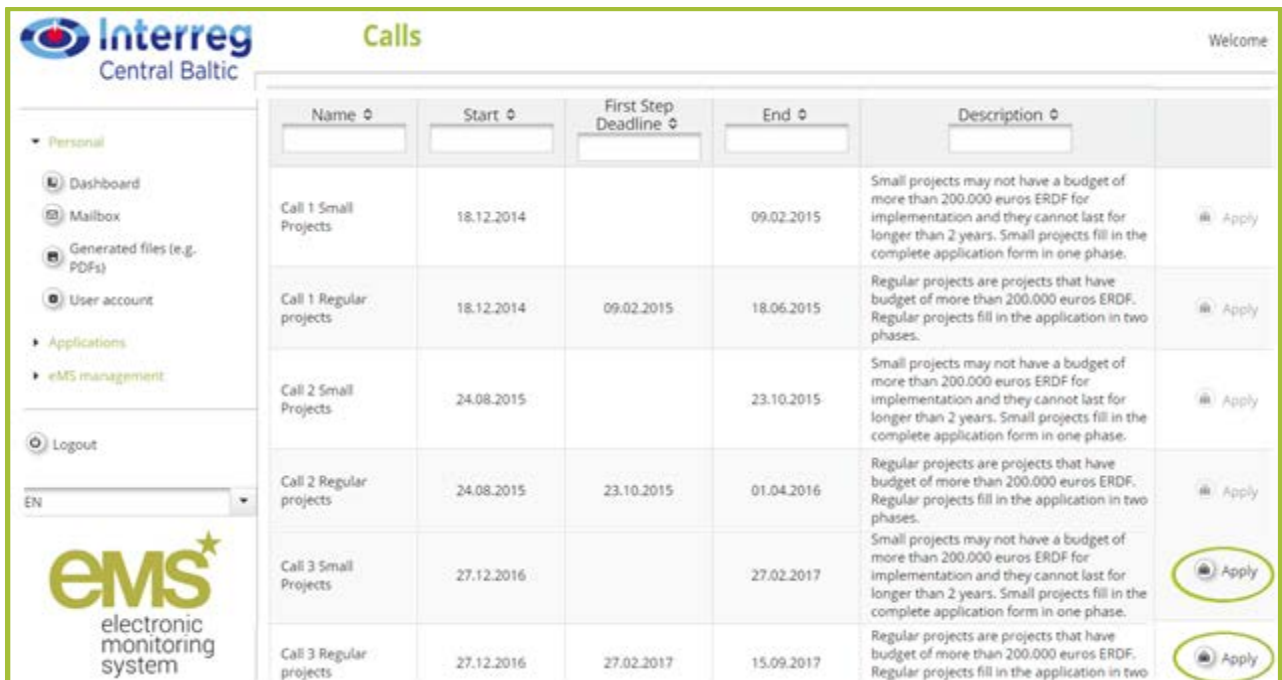 Interreg
Central Baltic
Calls
Welcome
Personal
Dashboard
Mailbox
Generated files (e.g.
PDFs)
User account
Applications
eMS management
Logout
EN
eMS
electronic
monitoring
system
Name
Start
First Step
Deadline
End
Description
Call 1 Small
Projects
18.12.2014
09.02.2015
Small projects may not have a budget of
more than 200.000 euros ERDF for
implementation and they cannot last for
longer than 2 years. Small projects fill in the
complete application form in one phase.
Apply
Call 1 Regular
projects
18.12.2014
09.02.2015
18.06.2015
Regular projects are projects that have
budget of more than 200.000 euros ERDF.
Regular projects fill in the application in two
phases.
Apply
Call 2 Small
Projects
24.08.2015
23.10.2015
Small projects may not have a budget of
more than 200.000 euros ERDF for
implementation and they cannot last for
longer than 2 years. Small projects fill in the
complete application form in one phase.
Apply
Call 2 Regular
projects
24.08.2015
23.10.2015
01.04.2016
Regular projects are projects that have
budget of more than 200.000 euros ERDF.
Regular projects fill in the application in two
phases.
Apply
Call 3 Small
Projects
27.12.2016
27.02.2017
Small projects may not have a budget of
more than 200.000 euros ERDF for
implementation and they cannot last for
longer than 2 years. Small projects fill in the
complete application form in one phase.
Apply
Call 3 Regular
projects
27.12.2016
27.02.2017
15.09.2017
Regular projects are projects that have
budget of more than 200.000 euros ERDF.
Regular projects fill in the application in two
Apply